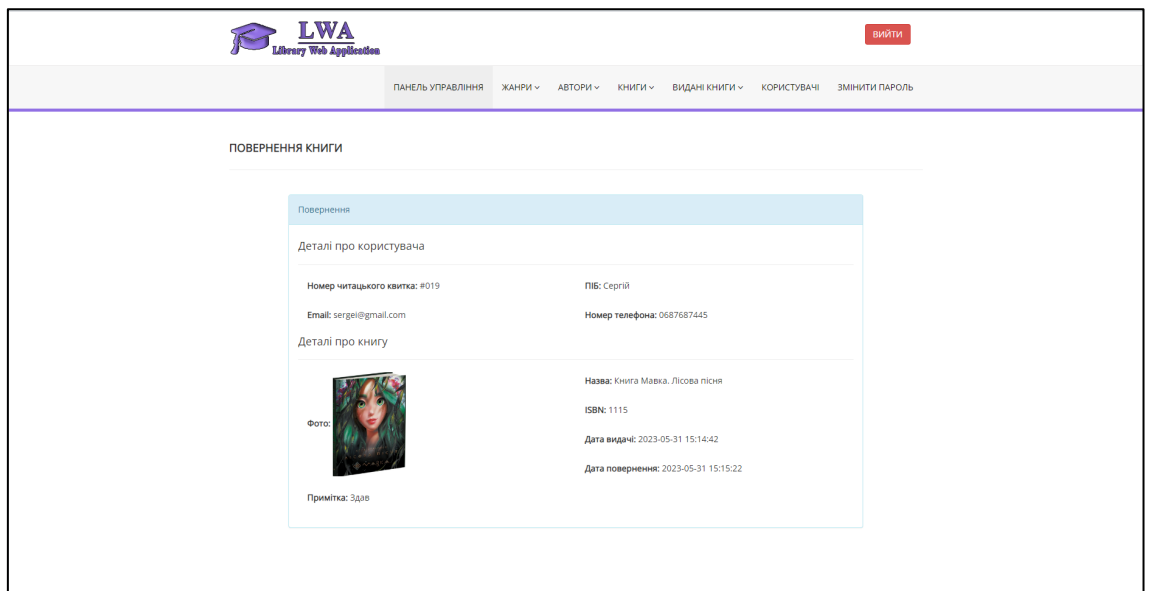 LWA
Library Web Application
ВИЙТИ
ПАНЕЛЬ УПРАВЛІННЯ ЖАНРИ АВТОРИ КНИГИ ВИДАНІ КНИГИ КОРИСТУВАЧІ ЗМІНИТИ ПАРОЛЬ
ПОВЕРНЕННЯ КНИГИ
Повернення
Деталі про користувача
Номер читацького квитка: #019
ПІБ: Сергій
Email: sergei@gmail.com
Номер телефона: 0687687445
Деталі про книгу
Фото:
Назва: Книга Мавка. Лісова пісня
ISBN: 1115
Дата видачі: 2023-05-31 15:14:42
Дата повернення: 2023-05-31 15:15:22
Примітка: Здав